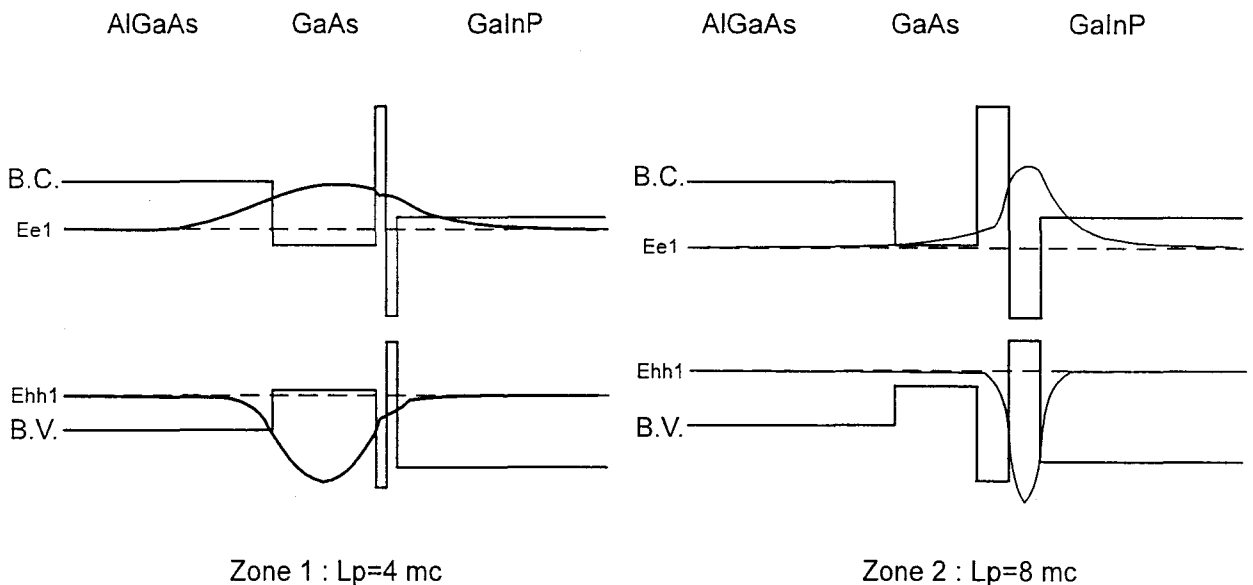 AlGaAs GaAs GaInP
B.C.
Ee1
Ehh1
B.V.
Zone 1 : Lp=4 mc
AlGaAs GaAs GaInP
B.C.
Ee1
Ehh1
B.V.
Zone 2 : Lp=8 mc